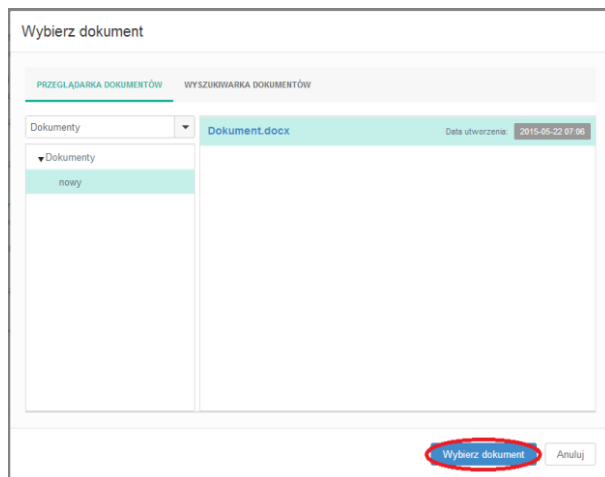 Wybierz dokument
PRZEGLĄDARKA DOKUMENTÓW WYSZUKIWARKA DOKUMENTÓW
Dokumenty
Dokument.docx Data utworzenia: 2015-05-22 07:06
Dokumenty
nowy
Wybierz dokument Anuluj